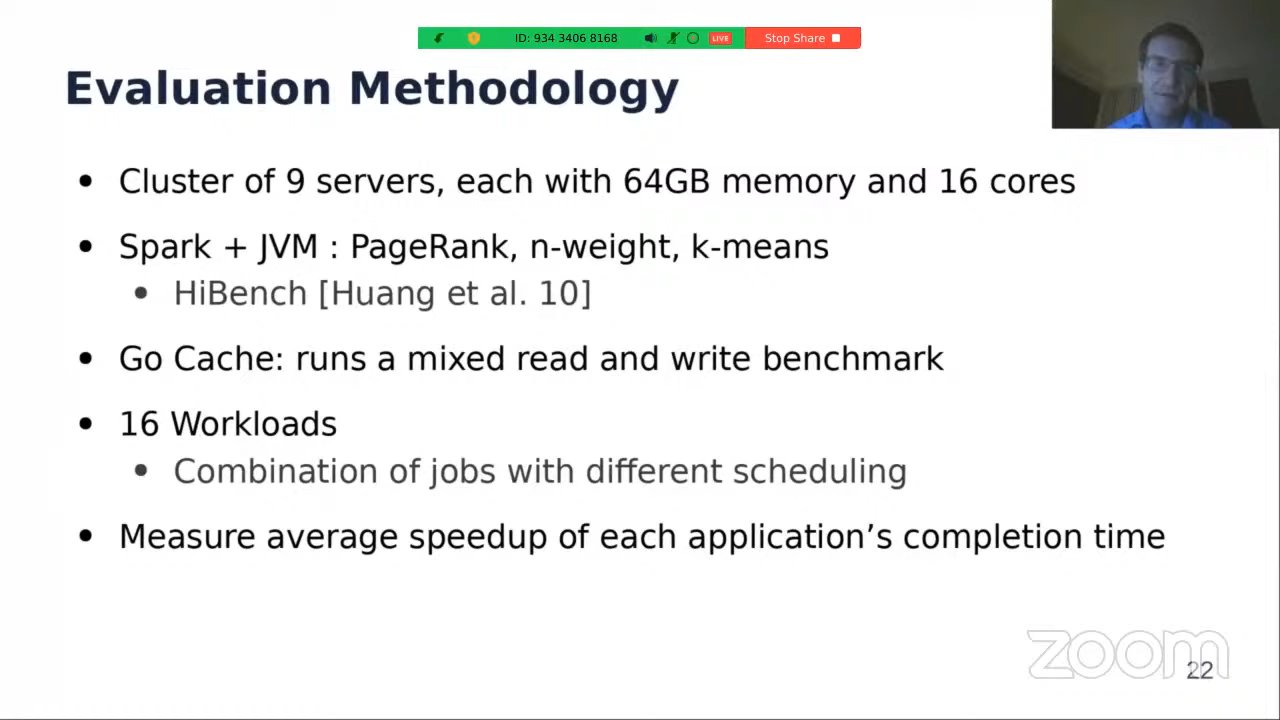 ID: 934 3406 8168
LIVE
Stop Share
Evaluation Methodology
• Cluster of 9 servers, each with 64GB memory and 16 cores
• Spark + JVM : PageRank, n-weight, k-means
• HiBench [Huang et al. 10]
• Go Cache: runs a mixed read and write benchmark
• 16 Workloads
• Combination of jobs with different scheduling
• Measure average speedup of each application’s completion time
zoom
22